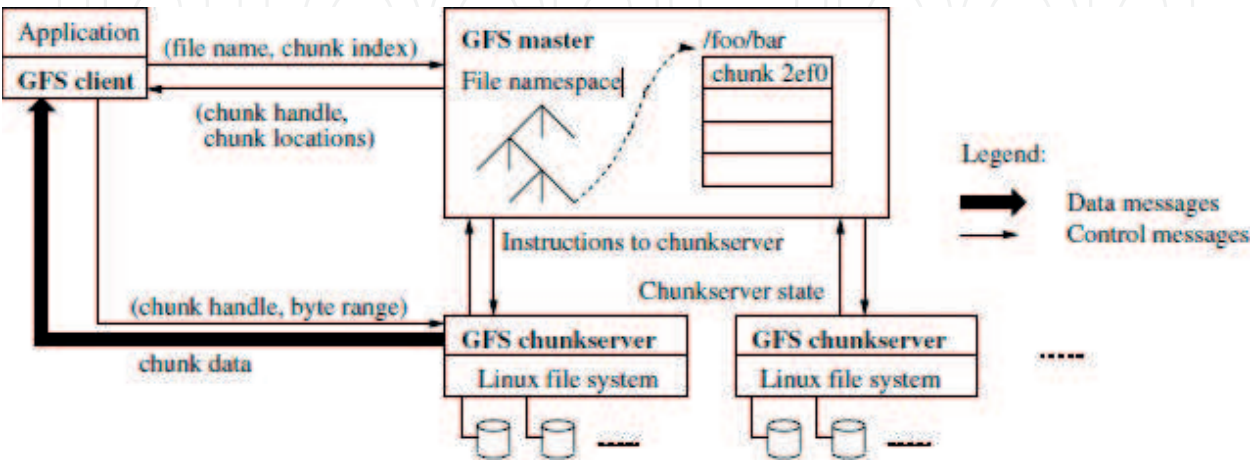 Application
GFS client
(file name, chunk index)
(chunk handle,
chunk locations)
GFS master
File namespace
/foo/bar
chunk 2ef0
Legend:
Data messages
Control messages
Instructions to chunkserver
Chunkserver state
(chunk handle, byte range)
chunk data
GFS chunkserver
Linux file system
GFS chunkserver
Linux file system